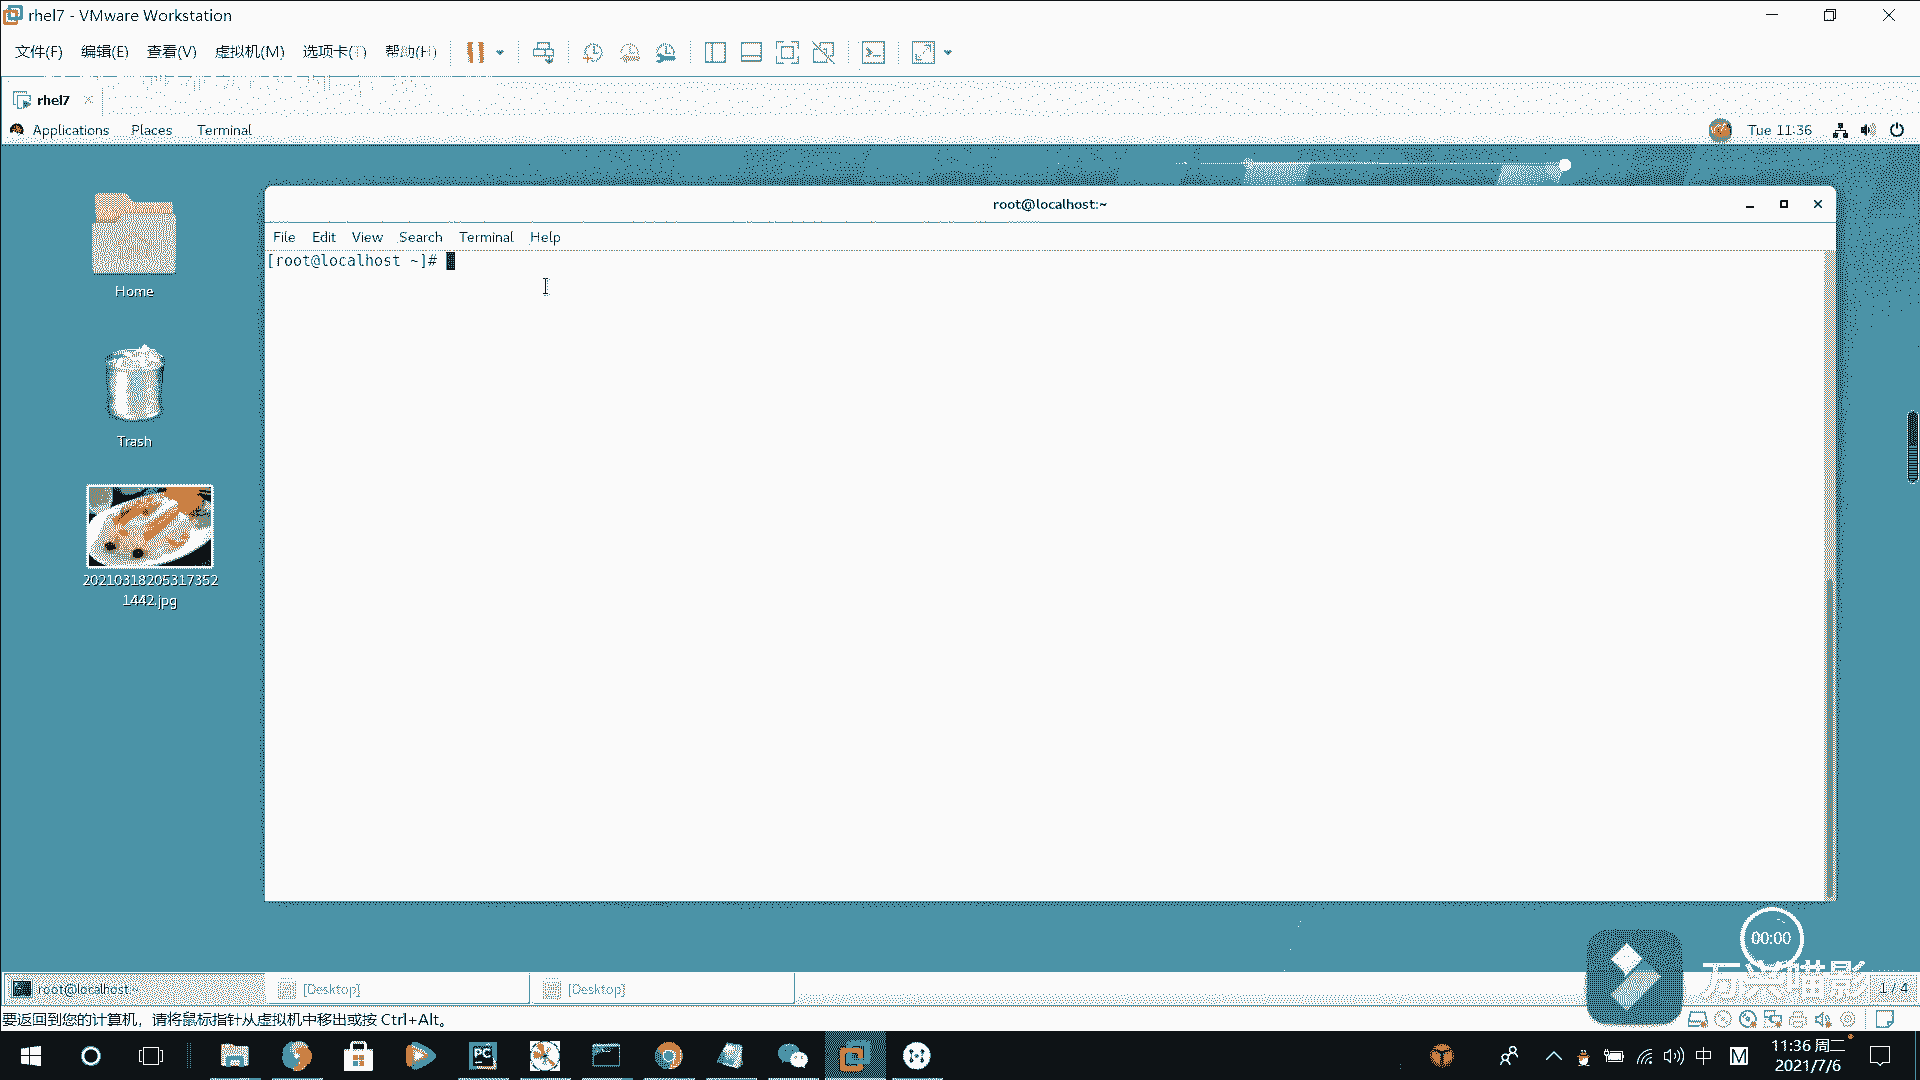 rhel7 - VMware Workstation
文件(F) 编辑(E) 查看(V) 虚拟机(M) 选项卡(T) 帮助(H)
rhel7
Applications Places Terminal Tue 11:36
root@localhost:~
File Edit View Search Terminal Help
[root@localhost ~]#
Home
Trash
20210318205317352
1442.jpg
00:00
万兴喵影
root@localhost:~ [Desktop] [Desktop] 1 / 4
要返回到您的计算机，请将鼠标指针从虚拟机中移出或按 Ctrl+Alt。
PC 中 M 11:36 周二
2021/7/6